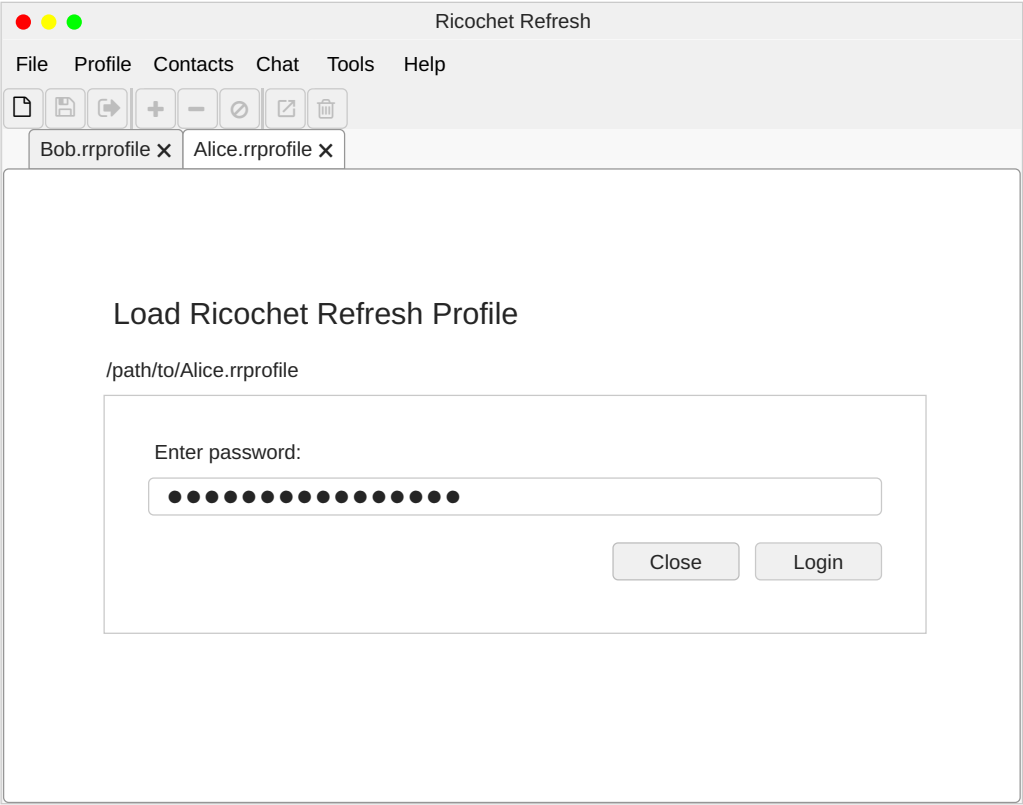 Ricochet Refresh
File Profile Contacts Chat Tools Help
Bob.rrprofile Alice.rrprofile
Load Ricochet Refresh Profile
/path/to/Alice.rrprofile
Enter password:
●●●●●●●●●●●●●●●●
Close Login